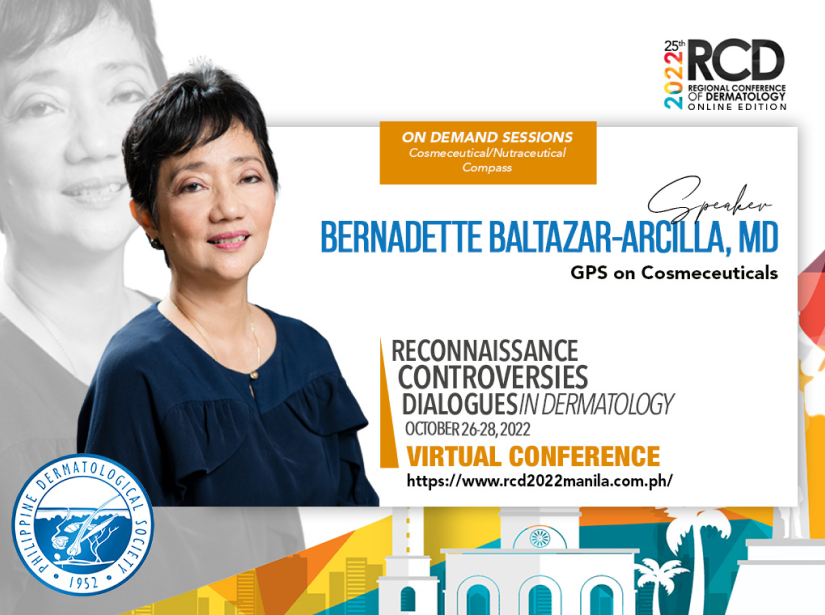 25th
2022
RCD
REGIONAL CONFERENCE
OF DERMATOLOGY
ONLINE EDITION
ON DEMAND SESSIONS
Cosmeceutical/Nutraceutical
Compass
Speaker
BERNADETTE BALTAZAR-ARCILLA, MD
GPS on Cosmeceuticals
RECONNAISSANCE
CONTROVERSIES
DIALOGUES IN DERMATOLOGY
OCTOBER 26-28, 2022
VIRTUAL CONFERENCE
https://www.rcd2022manila.com.ph/
PHILIPPINE DERMATOLOGICAL SOCIETY
• 1952 •